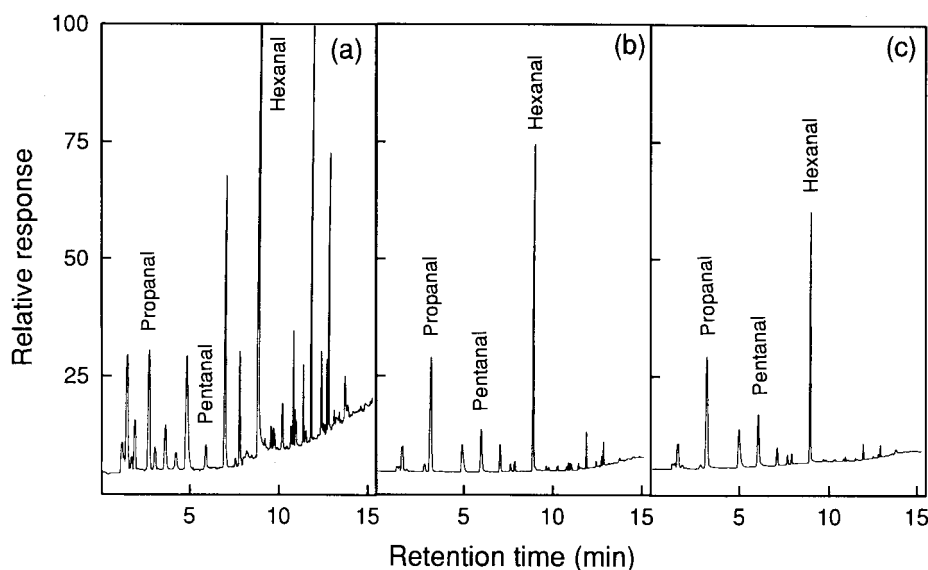 Relative response
100
75
50
25
(a)
Propanal
Pentanal
Hexanal
(b)
Propanal
Pentanal
Hexanal
(c)
Propanal
Pentanal
Hexanal
5 10 15 5 10 15 5 10 15
Retention time (min)